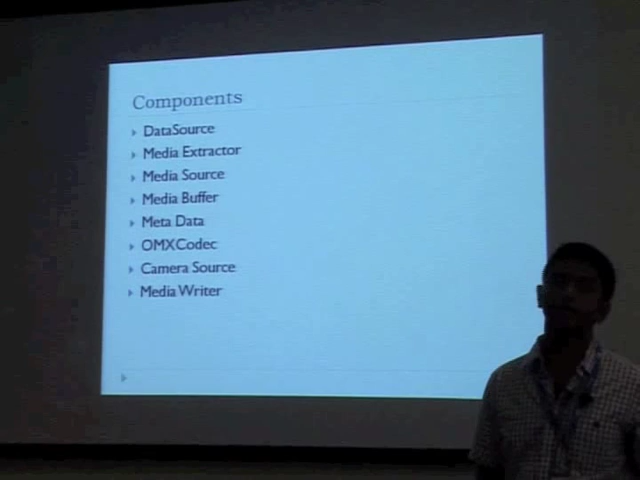 Components
DataSource
Media Extractor
Media Source
Media Buffer
Meta Data
OMXCodec
Camera Source
Media Writer